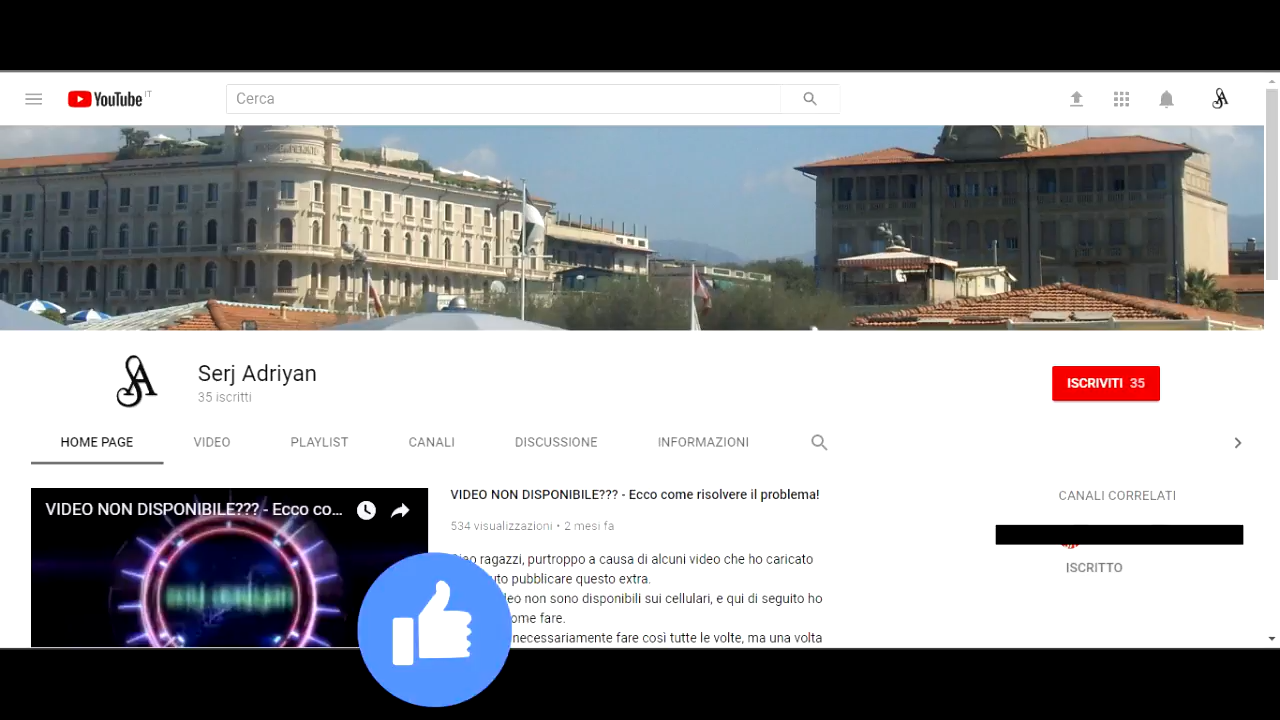 YouTube IT
Cerca
Serj Adriyan
35 iscritti
ISCRIVITI 35
HOME PAGE VIDEO PLAYLIST CANALI DISCUSSIONE INFORMAZIONI
VIDEO NON DISPONIBILE??? - Ecco co...
VIDEO NON DISPONIBILE??? - Ecco come risolvere il problema!
534 visualizzazioni • 2 mesi fa
ragazzi, purtroppo a causa di alcuni video che ho caricato
pubblicare questo extra.
non sono disponibili sui cellulari, e qui di seguito ho
fare.
necessariamente fare così tutte le volte, ma una volta
CANALI CORRELATI
ISCRITTO